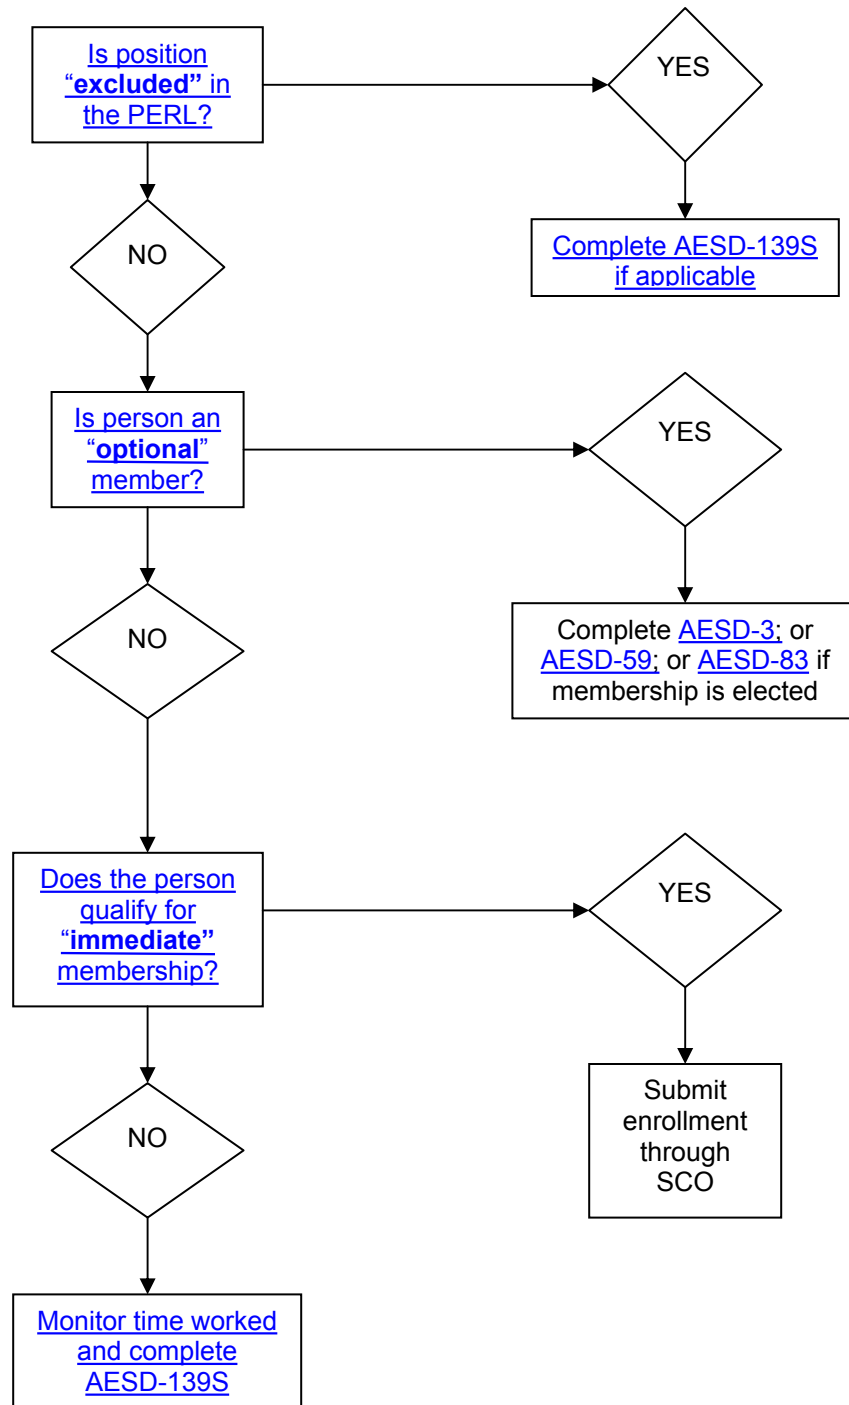 Is position
“excluded” in
the PERL?
YES
NO
Complete AESD-139S
if applicable
Is person an
“optional”
member?
YES
NO
Complete AESD-3; or
AESD-59; or AESD-83 if
membership is elected
Does the person
qualify for
“immediate”
membership?
YES
NO
Submit
enrollment
through
SCO
Monitor time worked
and complete
AESD-139S